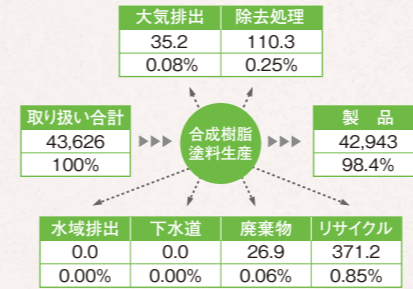 大気排出 除去処理
35.2 110.3
0.08% 0.25%
取り扱い合計
43,626
100%
合成樹脂
塗料生産
製品
42,943
98.4%
水域排出 下水道 廃棄物 リサイクル
0.0 0.0 26.9 371.2
0.00% 0.00% 0.06% 0.85%